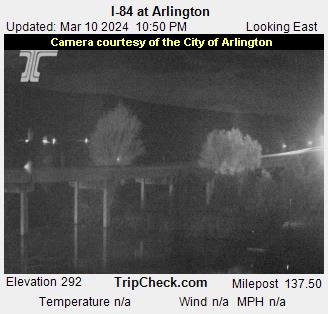 I-84 at Arlington
Updated: Mar 10 2024 10:50 PM Looking East
Camera courtesy of the City of Arlington
Elevation 292 TripCheck.com Milepost 137.50
Temperature n/a Wind n/a MPH n/a